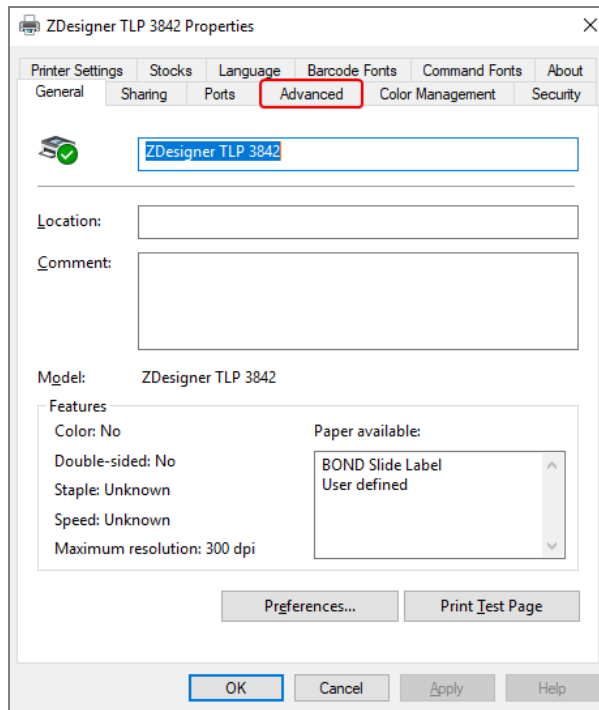 ZDesigner TLP 3842 Properties
Printer Settings Stocks Language Barcode Fonts Command Fonts About
General Sharing Ports Advanced Color Management Security
ZDesigner TLP 3842
Location:
Comment:
Model: ZDesigner TLP 3842
Features
Color: No
Double-sided: No
Staple: Unknown
Speed: Unknown
Maximum resolution: 300 dpi
Paper available:
BOND Slide Label
User defined
Preferences... Print Test Page
OK Cancel Apply Help